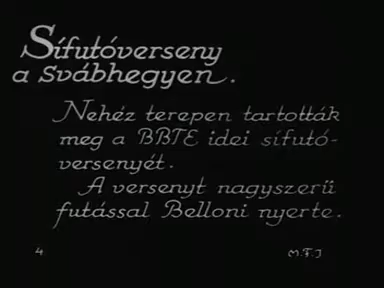 Sífutóverseny
a Svábhegyen.
Nehéz terepen tartották
meg a BBTE idei sífutó-
versenyét.
A versenyt nagyszerű
futással Belloni nyerte.
4. M.F.I